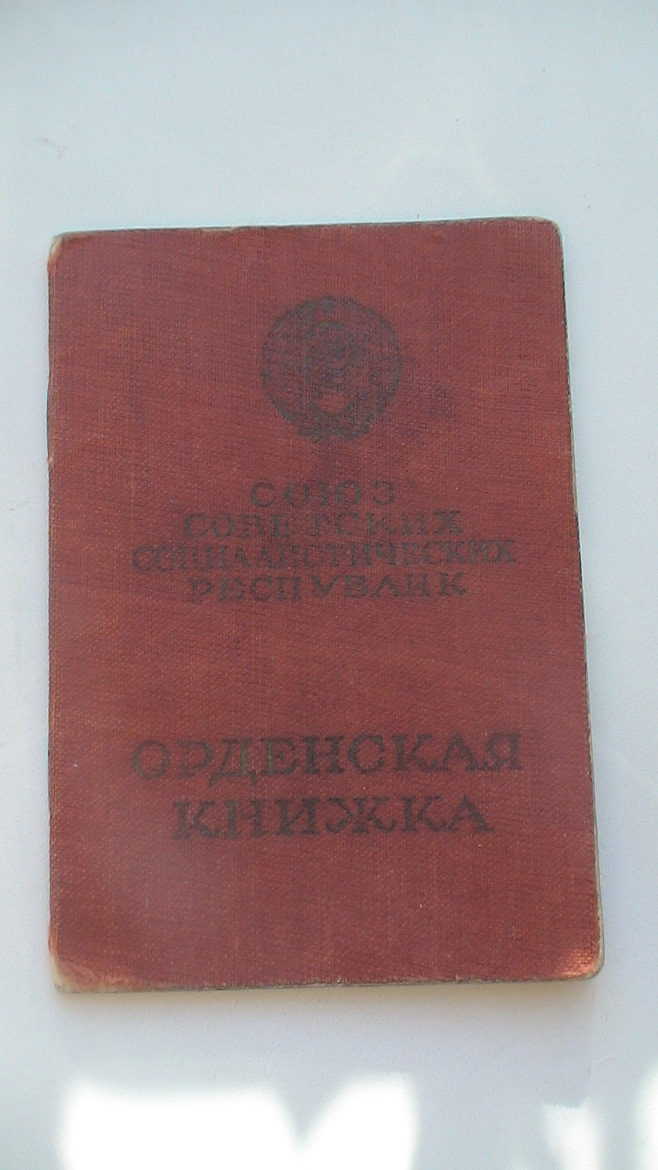 СОЮЗ
СОВЕТСКИХ
СОЦИАЛИСТИЧЕСКИХ
РЕСПУБЛИК
ОРДЕНСКАЯ
КНИЖКА